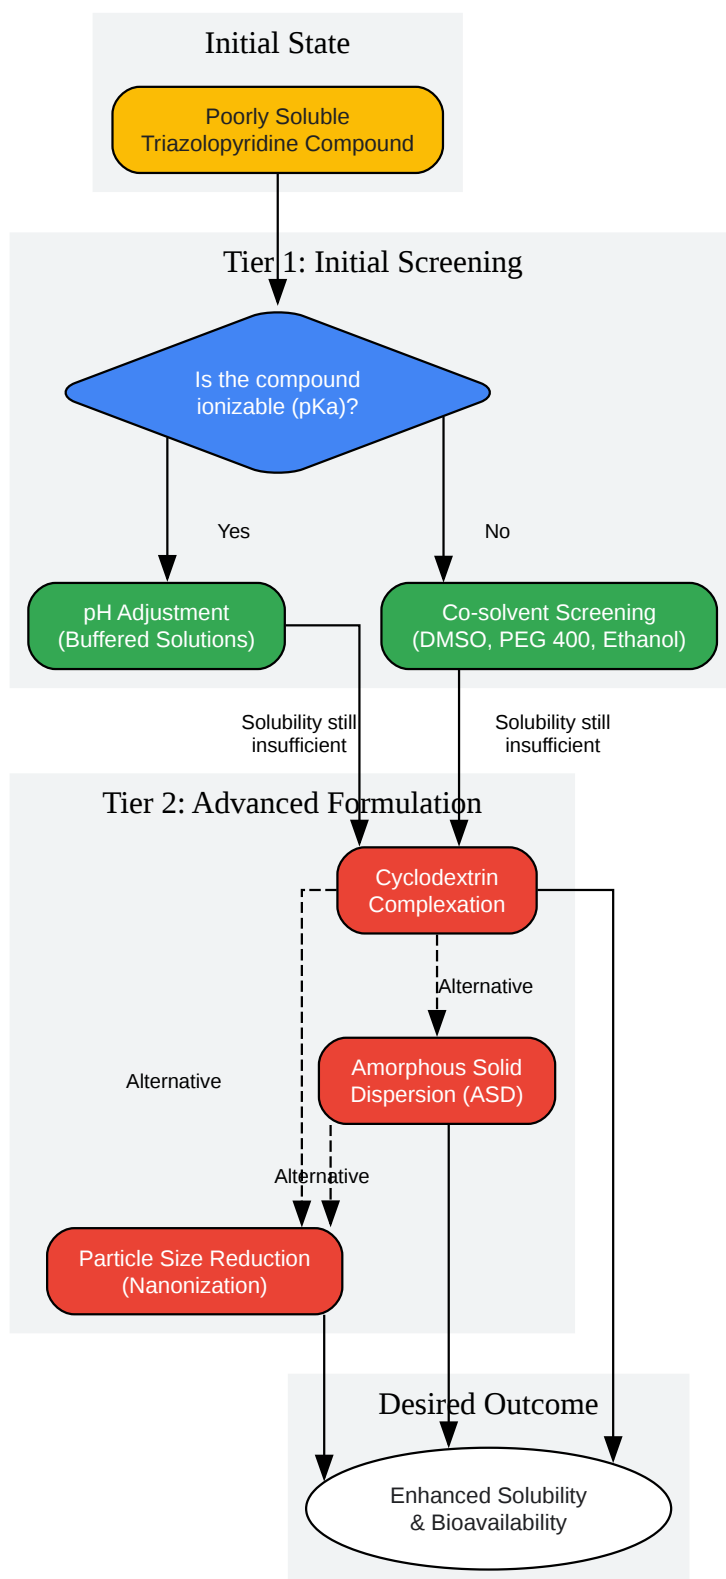 Initial State
Poorly Soluble
Triazolopyridine Compound
Tier 1: Initial Screening
Is the compound
ionizable (pKa)?
Yes
No
pH Adjustment
(Buffered Solutions)
Co-solvent Screening
(DMSO, PEG 400, Ethanol)
Solubility still
insufficient
Solubility still
insufficient
Tier 2: Advanced Formulation
Cyclodextrin
Complexation
Alternative
Amorphous Solid
Dispersion (ASD)
Alternative
Alternative
Particle Size Reduction
(Nanonization)
Desired Outcome
Enhanced Solubility
& Bioavailability